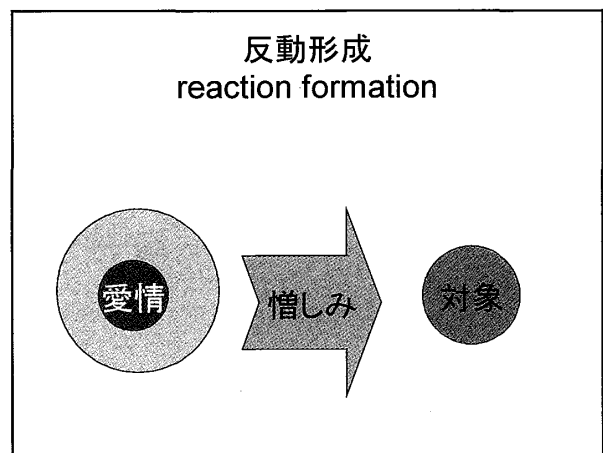 反動形成
reaction formation
愛情
憎しみ
対象